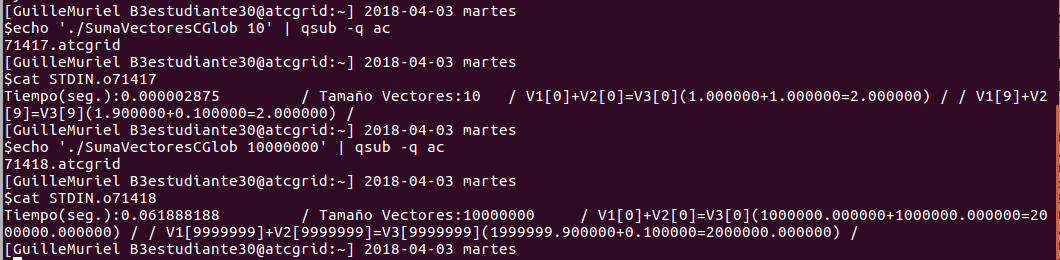 [GuilleMuriel B3estudiante30@atcgrid:~] 2018-04-03 martes
$echo './SumaVectoresCGlob 10' | qsub -q ac
71417.atcgrid
[GuilleMuriel B3estudiante30@atcgrid:~] 2018-04-03 martes
$cat STDIN.o71417
Tiempo(seg.):0.000002875         / Tamaño Vectores:10   / V1[0]+V2[0]=V3[0](1.000000+1.000000=2.000000) / / V1[9]+V2
[9]=V3[9](1.900000+0.100000=2.000000) /
[GuilleMuriel B3estudiante30@atcgrid:~] 2018-04-03 martes
$echo './SumaVectoresCGlob 10000000' | qsub -q ac
71418.atcgrid
[GuilleMuriel B3estudiante30@atcgrid:~] 2018-04-03 martes
$cat STDIN.o71418
Tiempo(seg.):0.061888188         / Tamaño Vectores:10000000     / V1[0]+V2[0]=V3[0](1000000.000000+1000000.000000=20
00000.000000) / / V1[9999999]+V2[9999999]=V3[9999999](1999999.900000+0.100000=2000000.000000) /
[GuilleMuriel B3estudiante30@atcgrid:~] 2018-04-03 martes